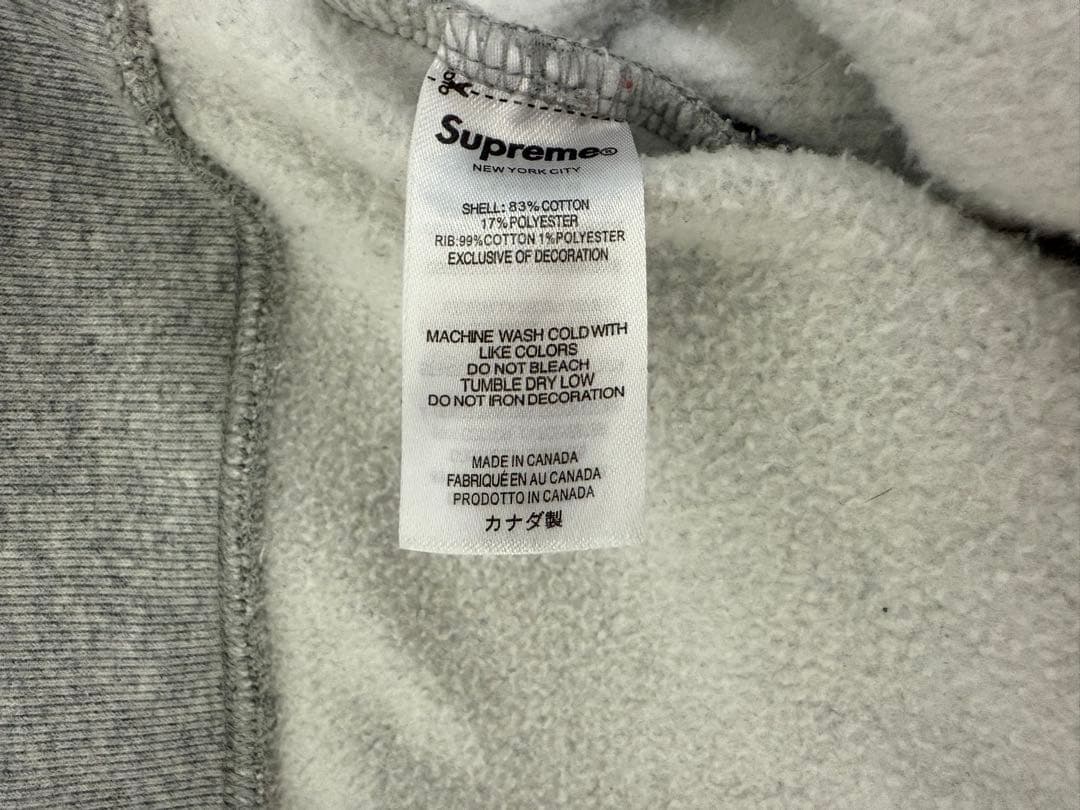 Supreme®
NEW YORK CITY
SHELL: 83% COTTON
17% POLYESTER
RIB:99%COTTON 1%POLYESTER
EXCLUSIVE OF DECORATION
MACHINE WASH COLD WITH
LIKE COLORS
DO NOT BLEACH
TUMBLE DRY LOW
DO NOT IRON DECORATION
MADE IN CANADA
FABRIQUÉ EN AU CANADA
PRODOTTO IN CANADA
カナダ製